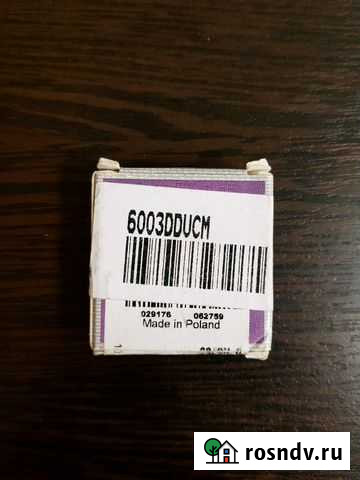 6003DDUCM
029176 062759
Made in Poland
rosndv.ru